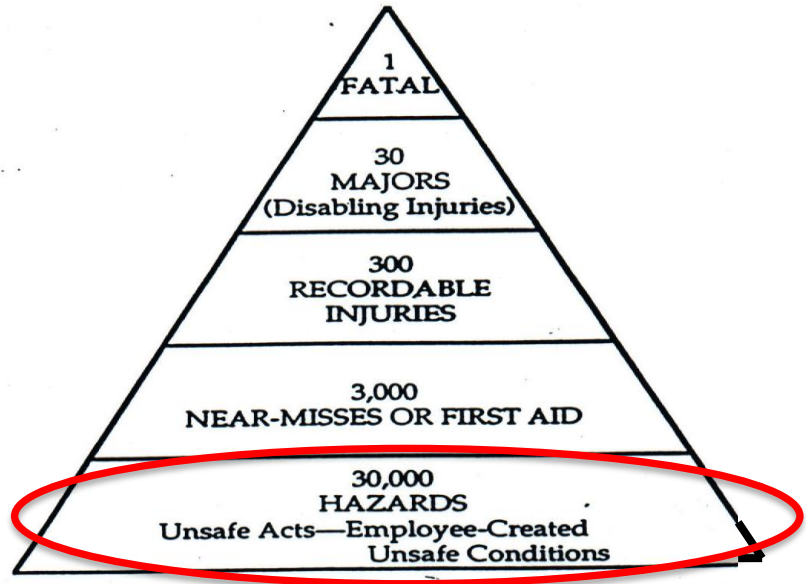 1
FATAL
30
MAJORS
(Disabling Injuries)
300
RECORDABLE
INJURIES
3,000
NEAR-MISSES OR FIRST AID
30,000
HAZARDS
Unsafe Acts—Employee-Created
Unsafe Conditions